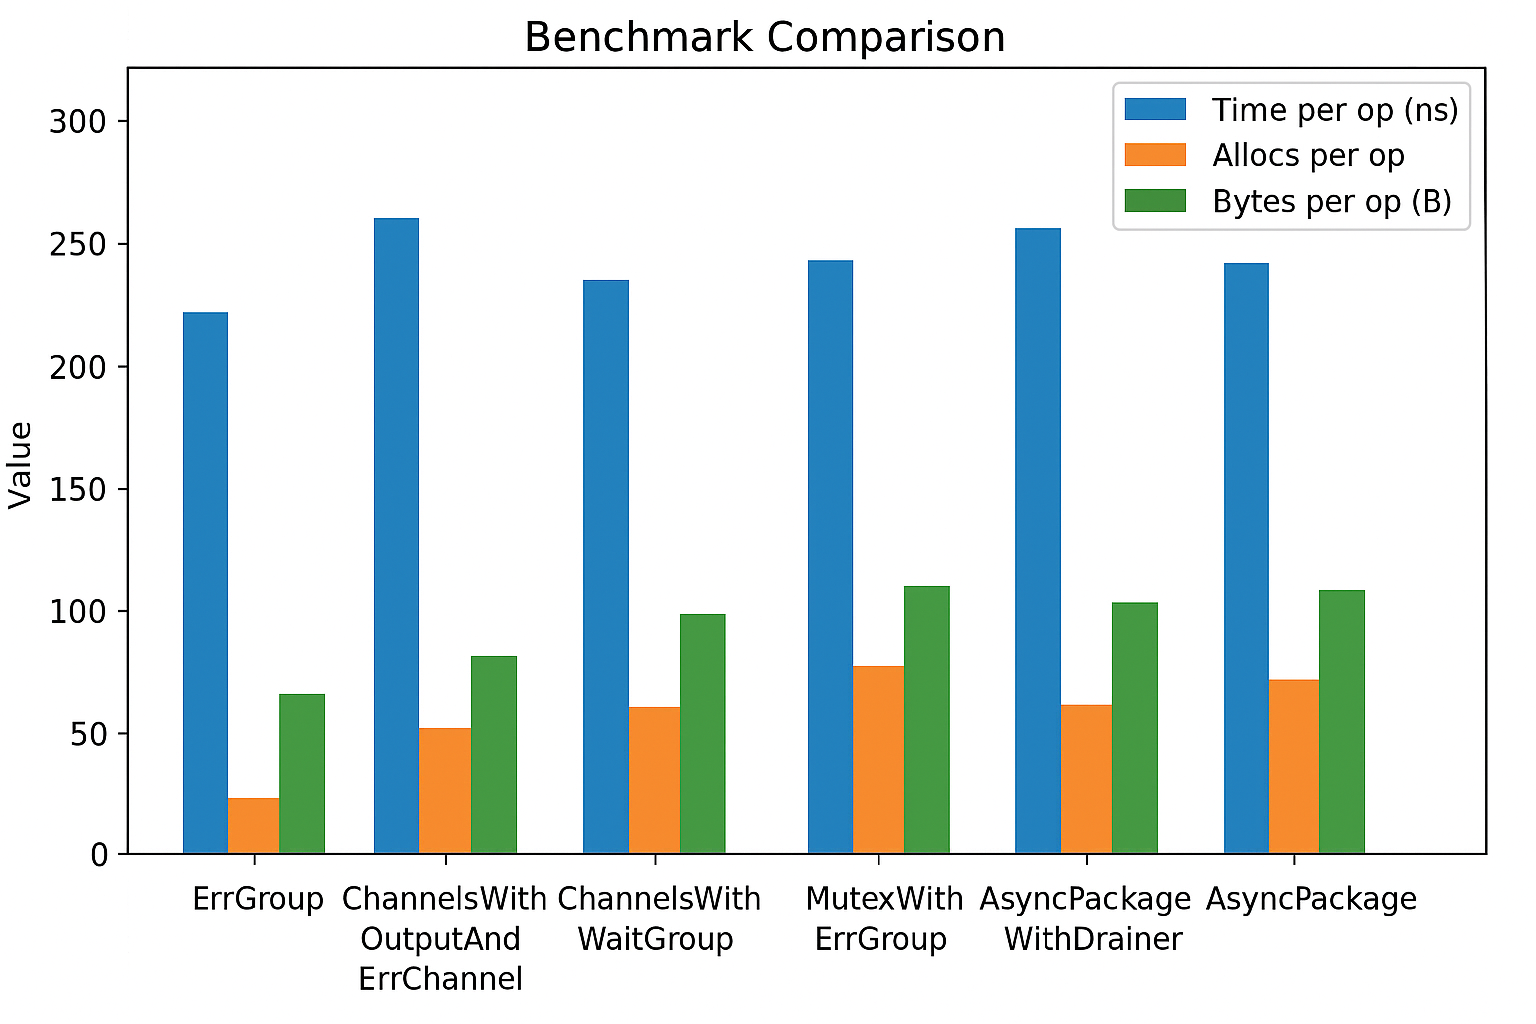 Benchmark Comparison
Time per op (ns)
Allocs per op
Bytes per op (B)
Value
300
250
200
150
100
50
0
ErrGroup
ChannelsWith
OutputAnd
ErrChannel
ChannelsWith
WaitGroup
MutexWith
ErrGroup
AsyncPackage
WithDrainer
AsyncPackage